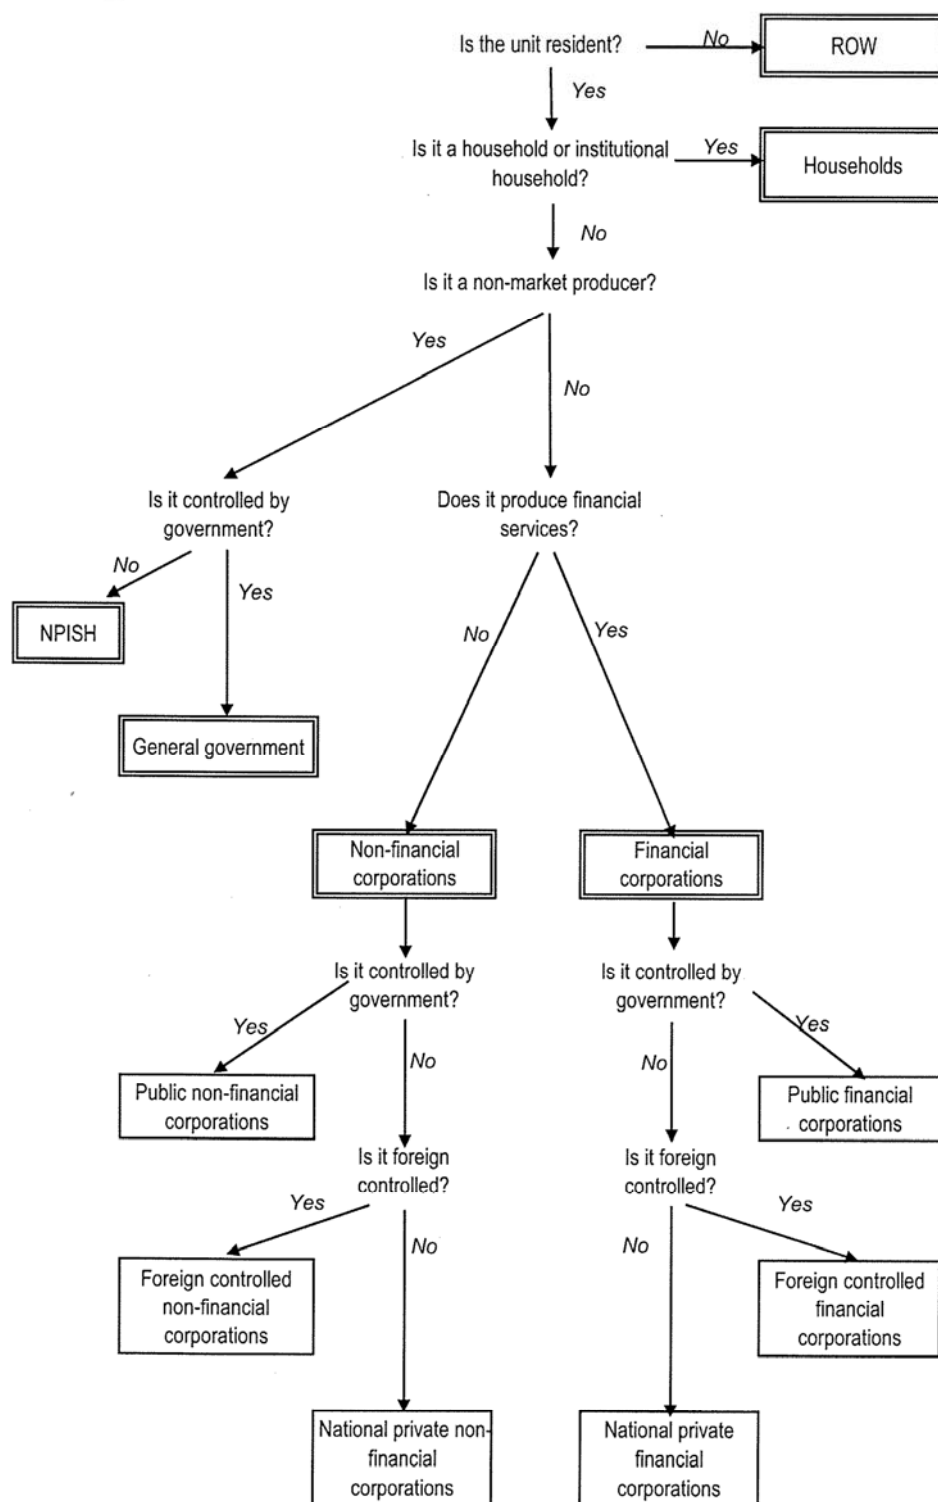 Is the unit resident?
No
ROW
Yes
Is it a household or institutional
household?
Yes
Households
No
Is it a non-market producer?
Yes
No
Is it controlled by
government?
Does it produce financial
services?
No
Yes
NPISH
No
Yes
General government
Non-financial
corporations
Financial
corporations
Is it controlled by
government?
Is it controlled by
government?
Yes
No
No
Yes
Public non-financial
corporations
Public financial
corporations
Is it foreign
controlled?
Is it foreign
controlled?
Yes
No
No
Yes
Foreign controlled
non-financial
corporations
Foreign controlled
financial
corporations
National private non-
financial
corporations
National private
financial
corporations